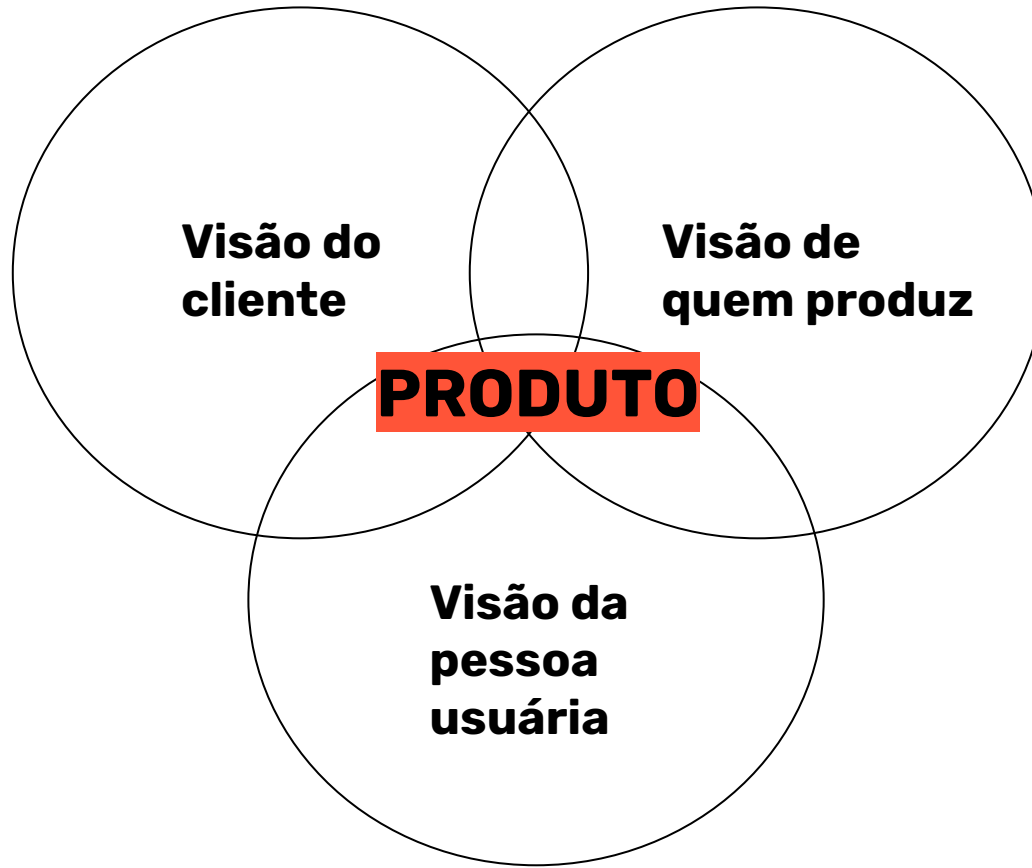 Visão do
cliente
Visão de
quem produz
PRODUTO
Visão da
pessoa
usuária